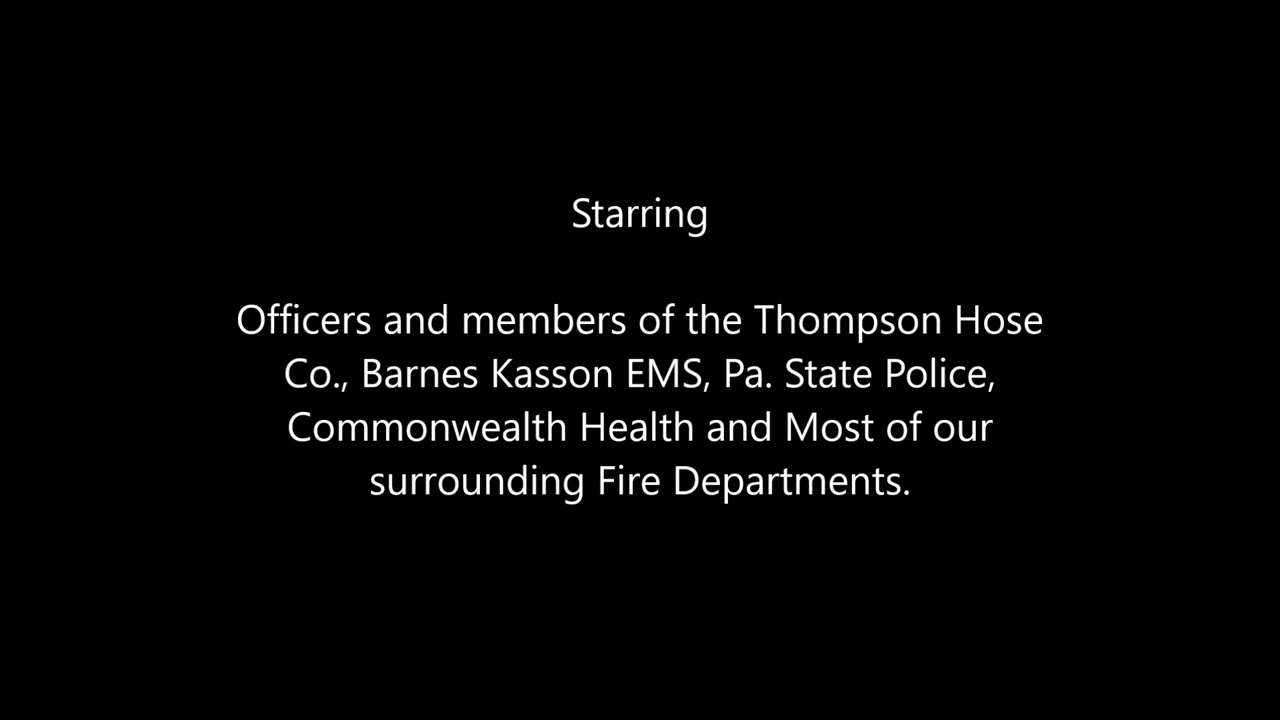 Starring
Officers and members of the Thompson Hose
Co., Barnes Kasson EMS, Pa. State Police,
Commonwealth Health and Most of our
surrounding Fire Departments.